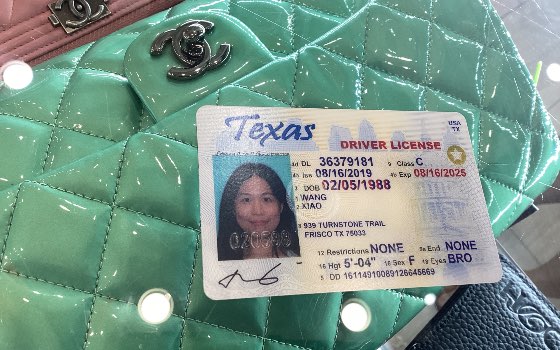 Texas
USA
TX
DRIVER LICENSE
4d DL 36379181 9 Class C
4a Iss 08/16/2019 4b Exp 08/16/2025
3 DOB 02/05/1988
1 WANG
2 XIAO
8 939 TURNSTONE TRAIL
FRISCO TX 75033
12 Restrictions NONE 9a End NONE
16 Hgt 5'-04" 15 Sex F 18 Eyes BRO
5 DD 16114910089126645669